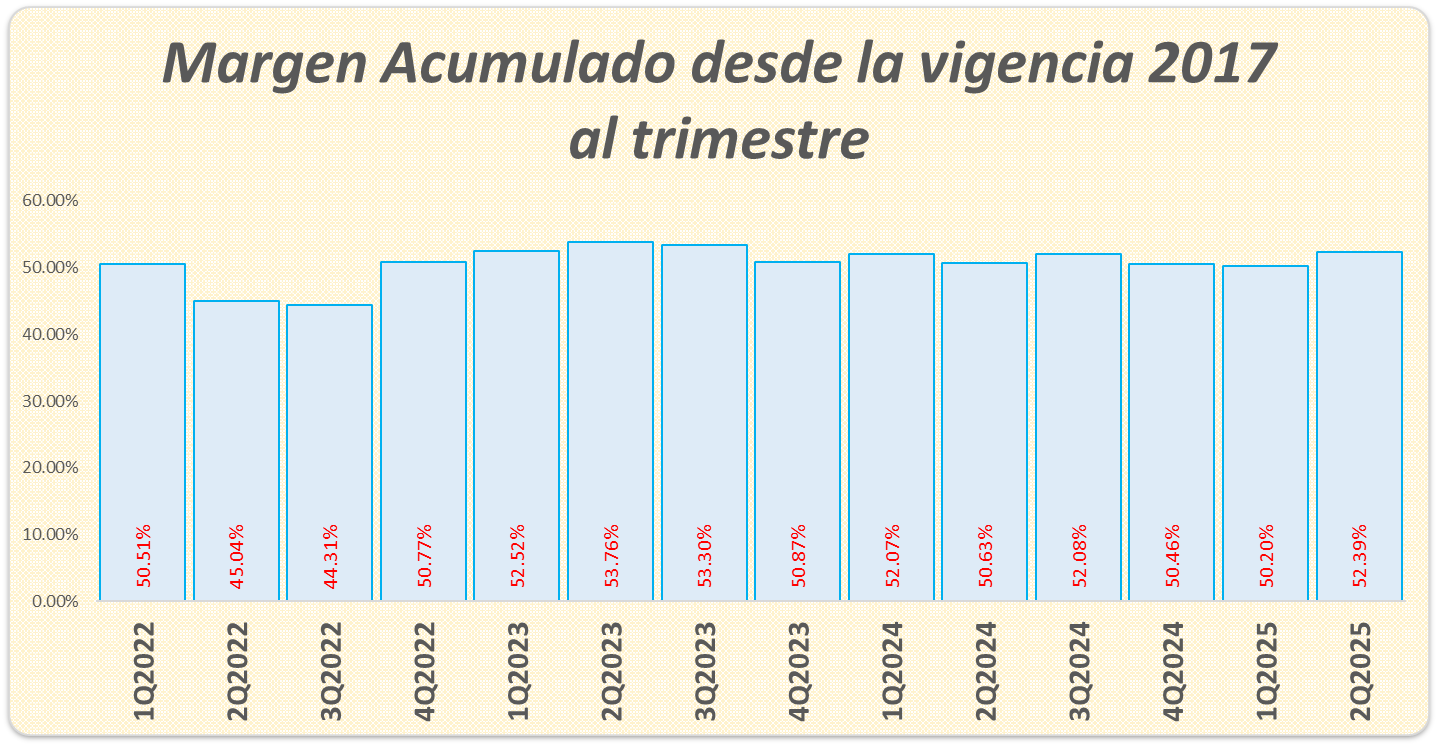 Margen Acumulado desde la vigencia 2017
al trimestre
60.00%
50.00%
40.00%
30.00%
20.00%
10.00%
0.00%
50.51%
45.04%
44.31%
50.77%
52.52%
53.76%
53.30%
50.87%
52.07%
50.63%
52.08%
50.46%
50.20%
52.39%
1Q2022
2Q2022
3Q2022
4Q2022
1Q2023
2Q2023
3Q2023
4Q2023
1Q2024
2Q2024
3Q2024
4Q2024
1Q2025
2Q2025